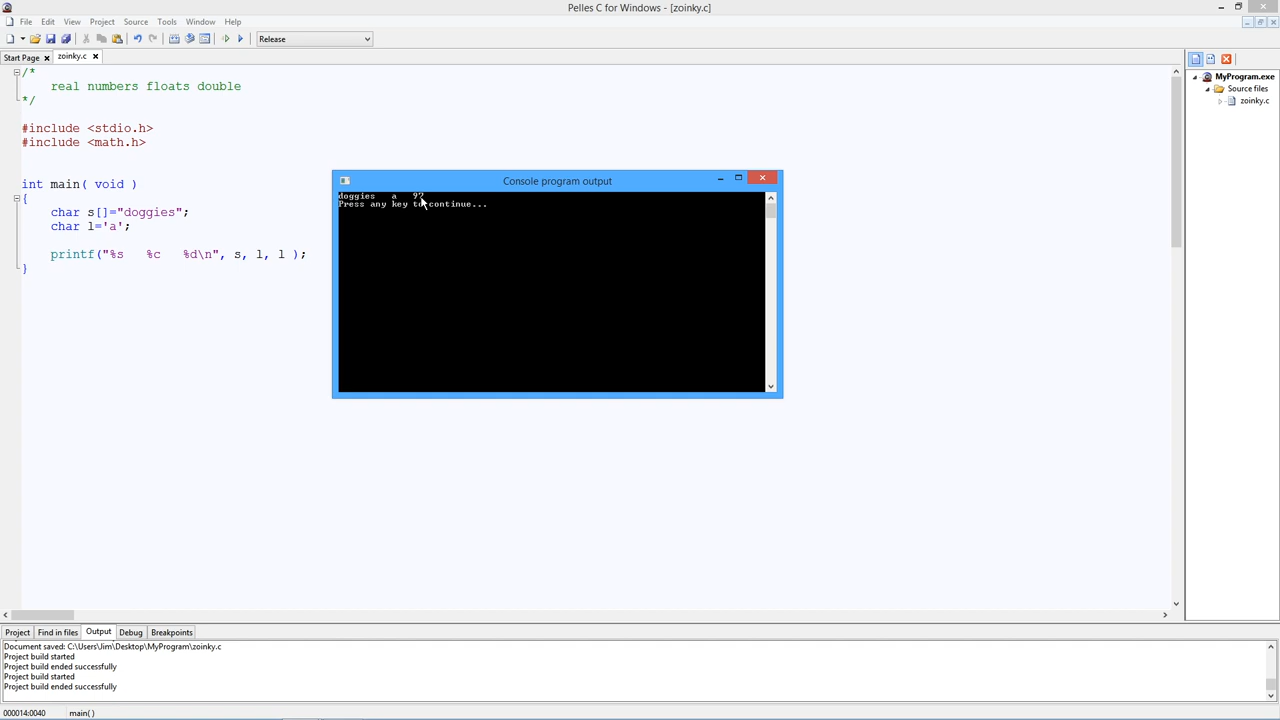 Pelles C for Windows - [zoinky.c]
File Edit View Project Source Tools Window Help
Release
Start Page zoinky.c
/*
real numbers floats double
*/
#include <stdio.h>
#include <math.h>
int main( void )
{
char s[]="doggies";
char l='a';
printf("%s   %c   %d\n", s, l, l );
}
Console program output
doggies   a   97
Press any key to continue...
MyProgram.exe
Source files
zoinky.c
Project Find in files Output Debug Breakpoints
Document saved: C:\Users\Jim\Desktop\MyProgram\zoinky.c
Project build started
Project build ended successfully
Project build started
Project build ended successfully
000014:0040 main( )